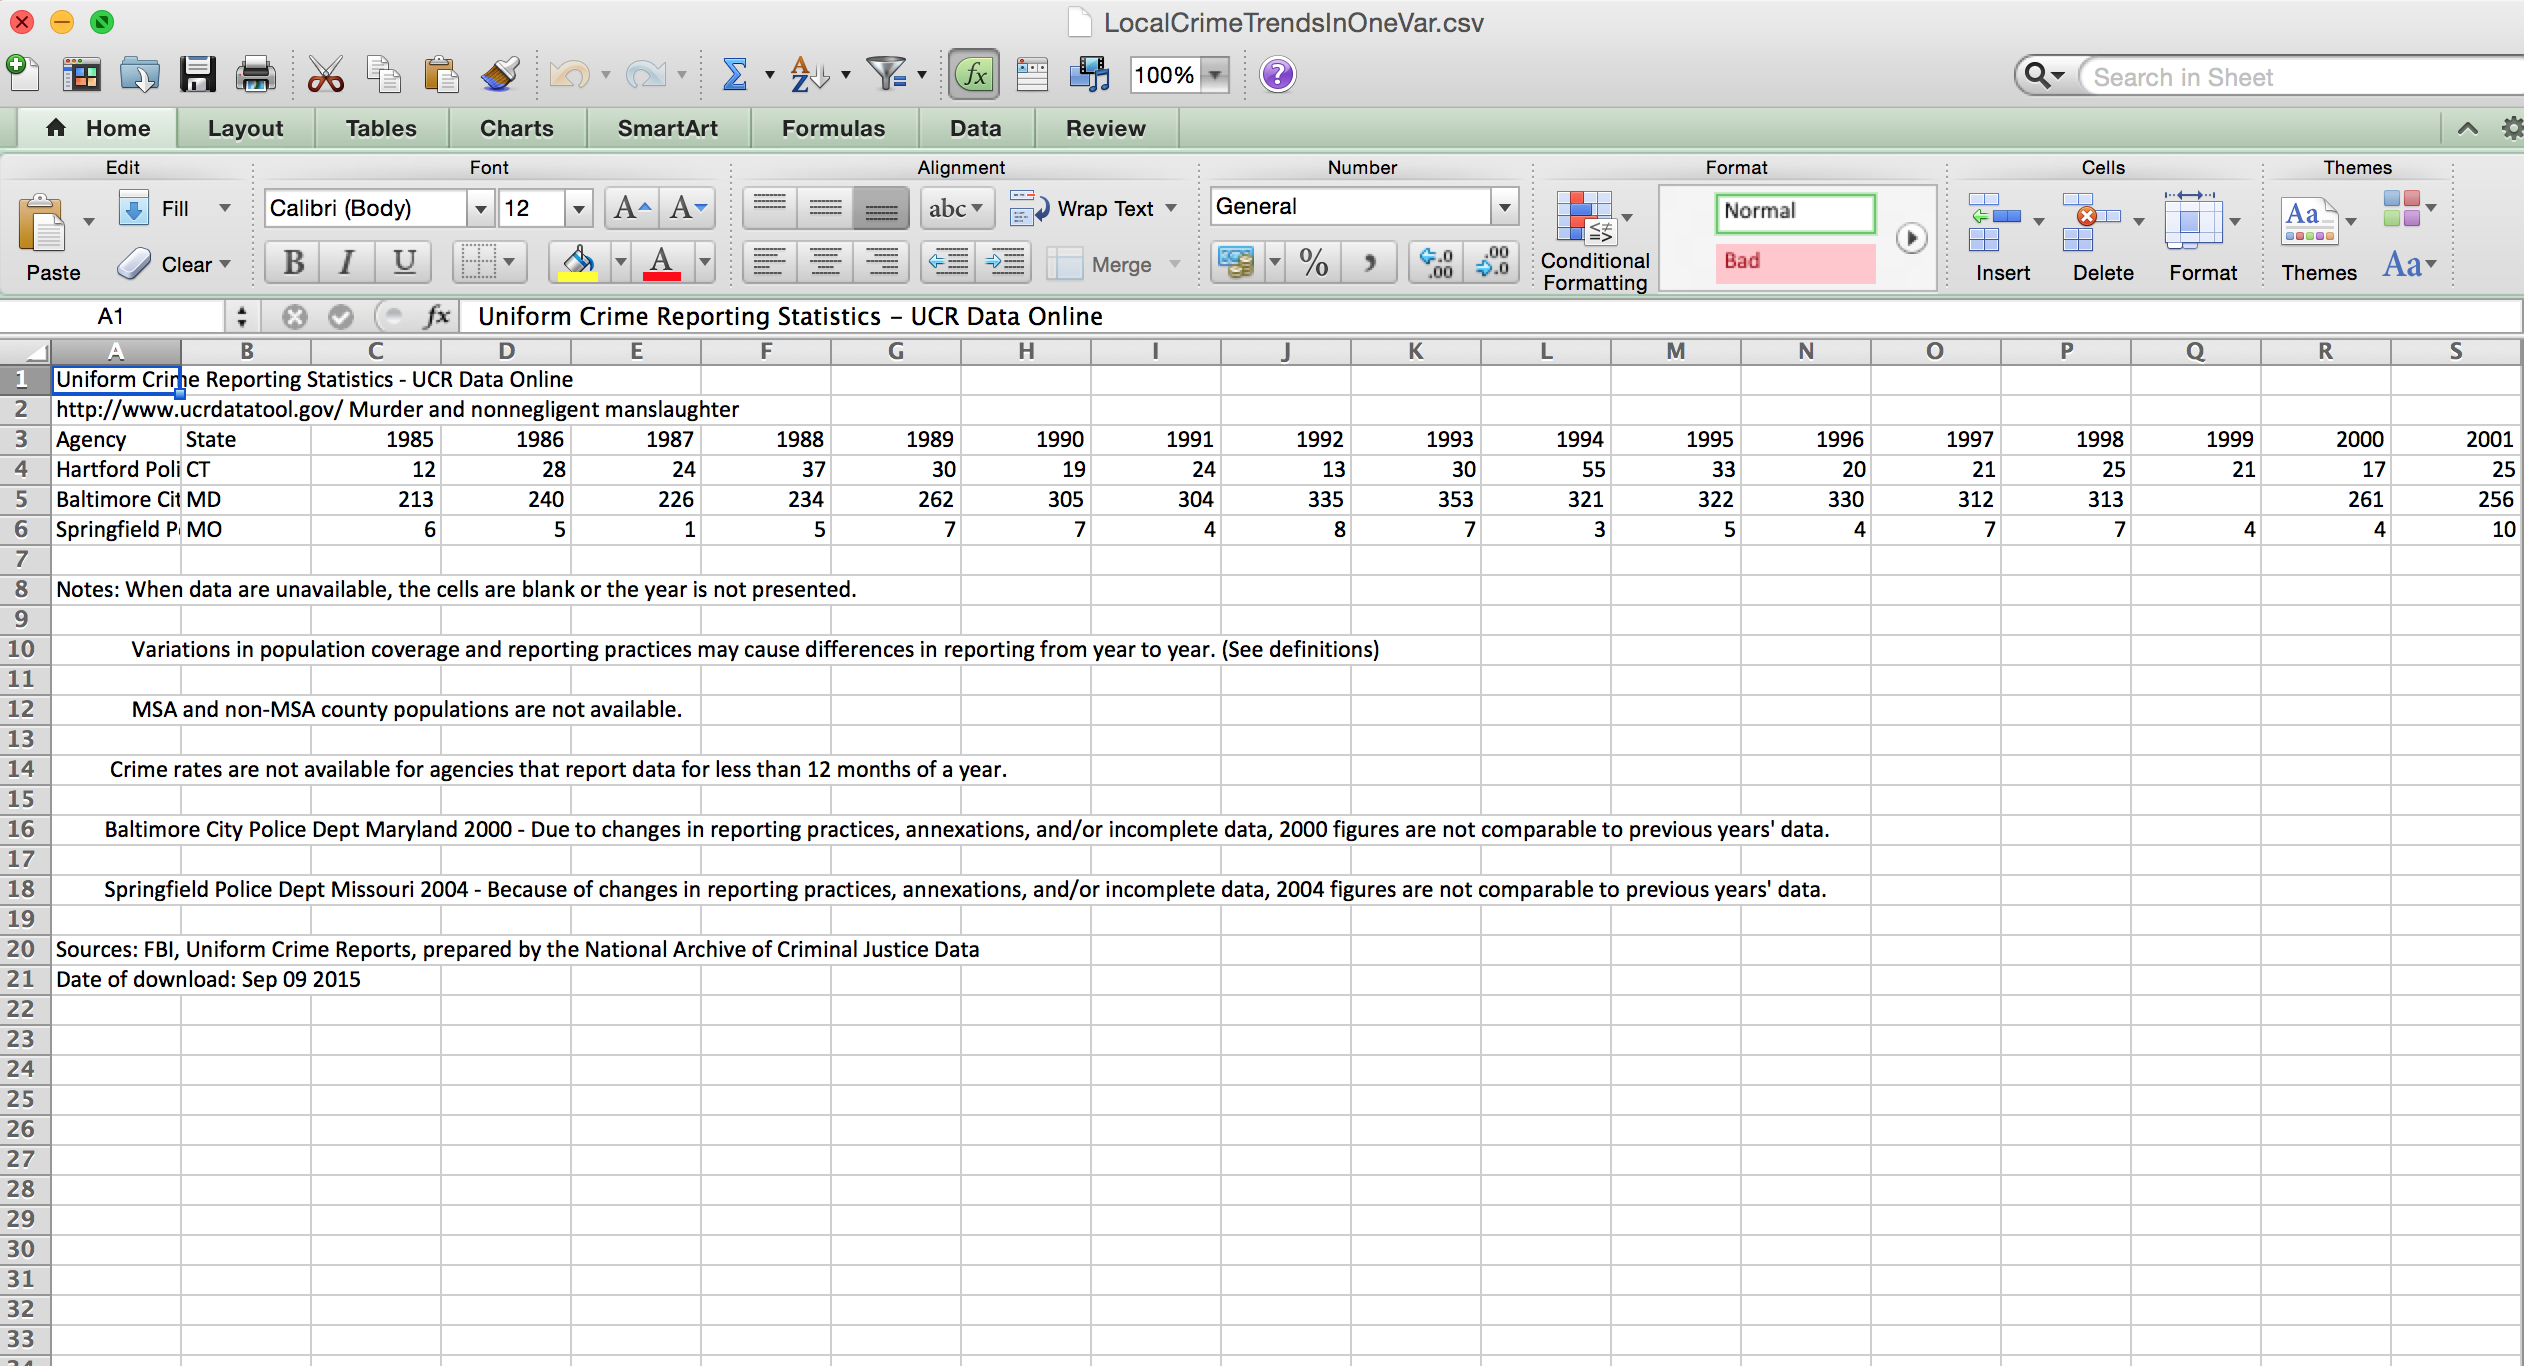 LocalCrimeTrendsInOneVar.csv
100%
Search in Sheet
Home Layout Tables Charts SmartArt Formulas Data Review
Edit Font Alignment Number Format Cells Themes
Paste Fill Clear
Calibri (Body) 12
B I U
abc Wrap Text
Merge
General
Conditional Formatting
Normal
Bad
Insert Delete Format Themes Aa
A1 fx Uniform Crime Reporting Statistics – UCR Data Online
A B C D E F G H I J K L M N O P Q R S
1 Uniform Crime Reporting Statistics - UCR Data Online
2 http://www.ucrdatatool.gov/ Murder and nonnegligent manslaughter
3 Agency State 1985 1986 1987 1988 1989 1990 1991 1992 1993 1994 1995 1996 1997 1998 1999 2000 2001
4 Hartford Poli CT 12 28 24 37 30 19 24 13 30 55 33 20 21 25 21 17 25
5 Baltimore Cit MD 213 240 226 234 262 305 304 335 353 321 322 330 312 313 261 256
6 Springfield P MO 6 5 1 5 7 7 4 8 7 3 5 4 7 7 4 4 10
7
8 Notes: When data are unavailable, the cells are blank or the year is not presented.
9
10 Variations in population coverage and reporting practices may cause differences in reporting from year to year. (See definitions)
11
12 MSA and non-MSA county populations are not available.
13
14 Crime rates are not available for agencies that report data for less than 12 months of a year.
15
16 Baltimore City Police Dept Maryland 2000 - Due to changes in reporting practices, annexations, and/or incomplete data, 2000 figures are not comparable to previous years' data.
17
18 Springfield Police Dept Missouri 2004 - Because of changes in reporting practices, annexations, and/or incomplete data, 2004 figures are not comparable to previous years' data.
19
20 Sources: FBI, Uniform Crime Reports, prepared by the National Archive of Criminal Justice Data
21 Date of download: Sep 09 2015
22
23
24
25
26
27
28
29
30
31
32
33